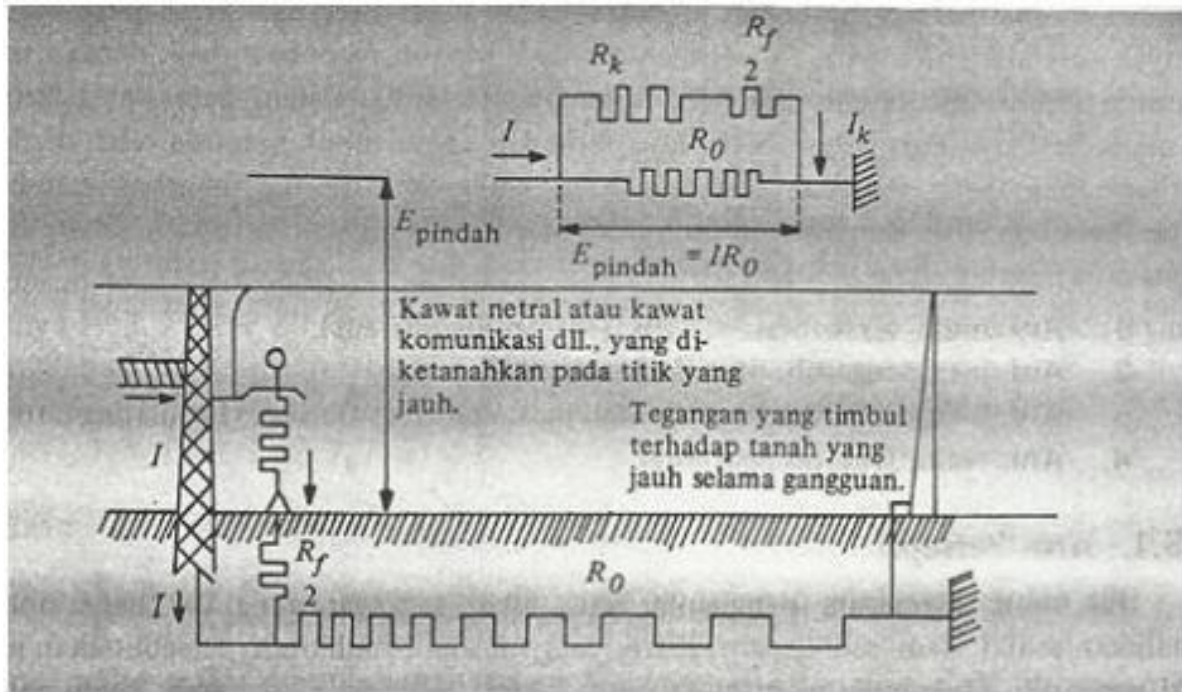 R_f
R_k
2
I
R_0
I_k
E_pindah
E_pindah = IR_0
Kawat netral atau kawat
komunikasi dll., yang di-
ketanahkan pada titik yang
jauh.
Tegangan yang timbul
terhadap tanah yang
jauh selama gangguan.
I
R_f
R_0
I
2